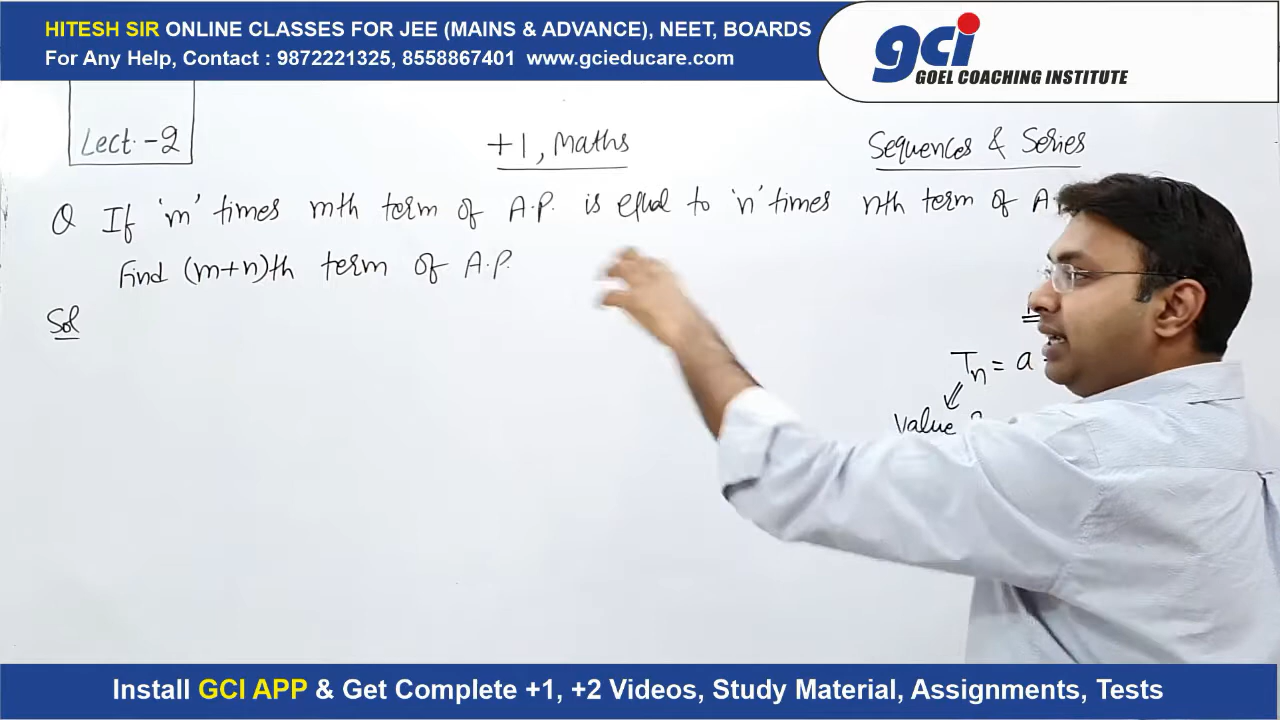 HITESH SIR ONLINE CLASSES FOR JEE (MAINS & ADVANCE), NEET, BOARDS
For Any Help, Contact : 9872221325, 8558867401 www.gcieducare.com
gci
GOEL COACHING INSTITUTE
Lect. -2
+1, Maths
Sequences & Series
Q If 'm' times mth term of A.P. is equal to 'n' times nth term of A
Find (m+n)th term of A.P.
Sol
Tn = a
Value
Install GCI APP & Get Complete +1, +2 Videos, Study Material, Assignments, Tests